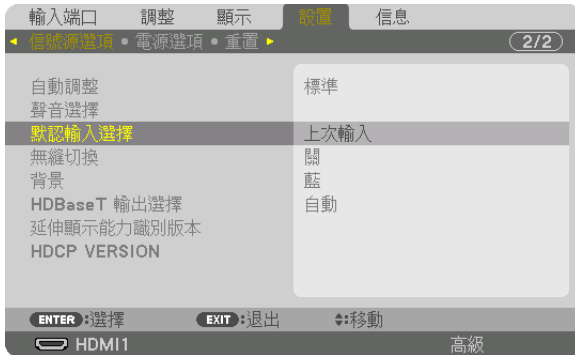 輸入端口 調整 顯示 設置 信息
信號源選項 • 電源選項 • 重置 2/2
自動調整 標準
聲音選擇
默認輸入選擇 上次輸入
無縫切換 關
背景 藍
HDBaseT 輸出選擇 自動
延伸顯示能力識別版本
HDCP VERSION
ENTER :選擇 EXIT :退出 :移動
HDMI1 高級